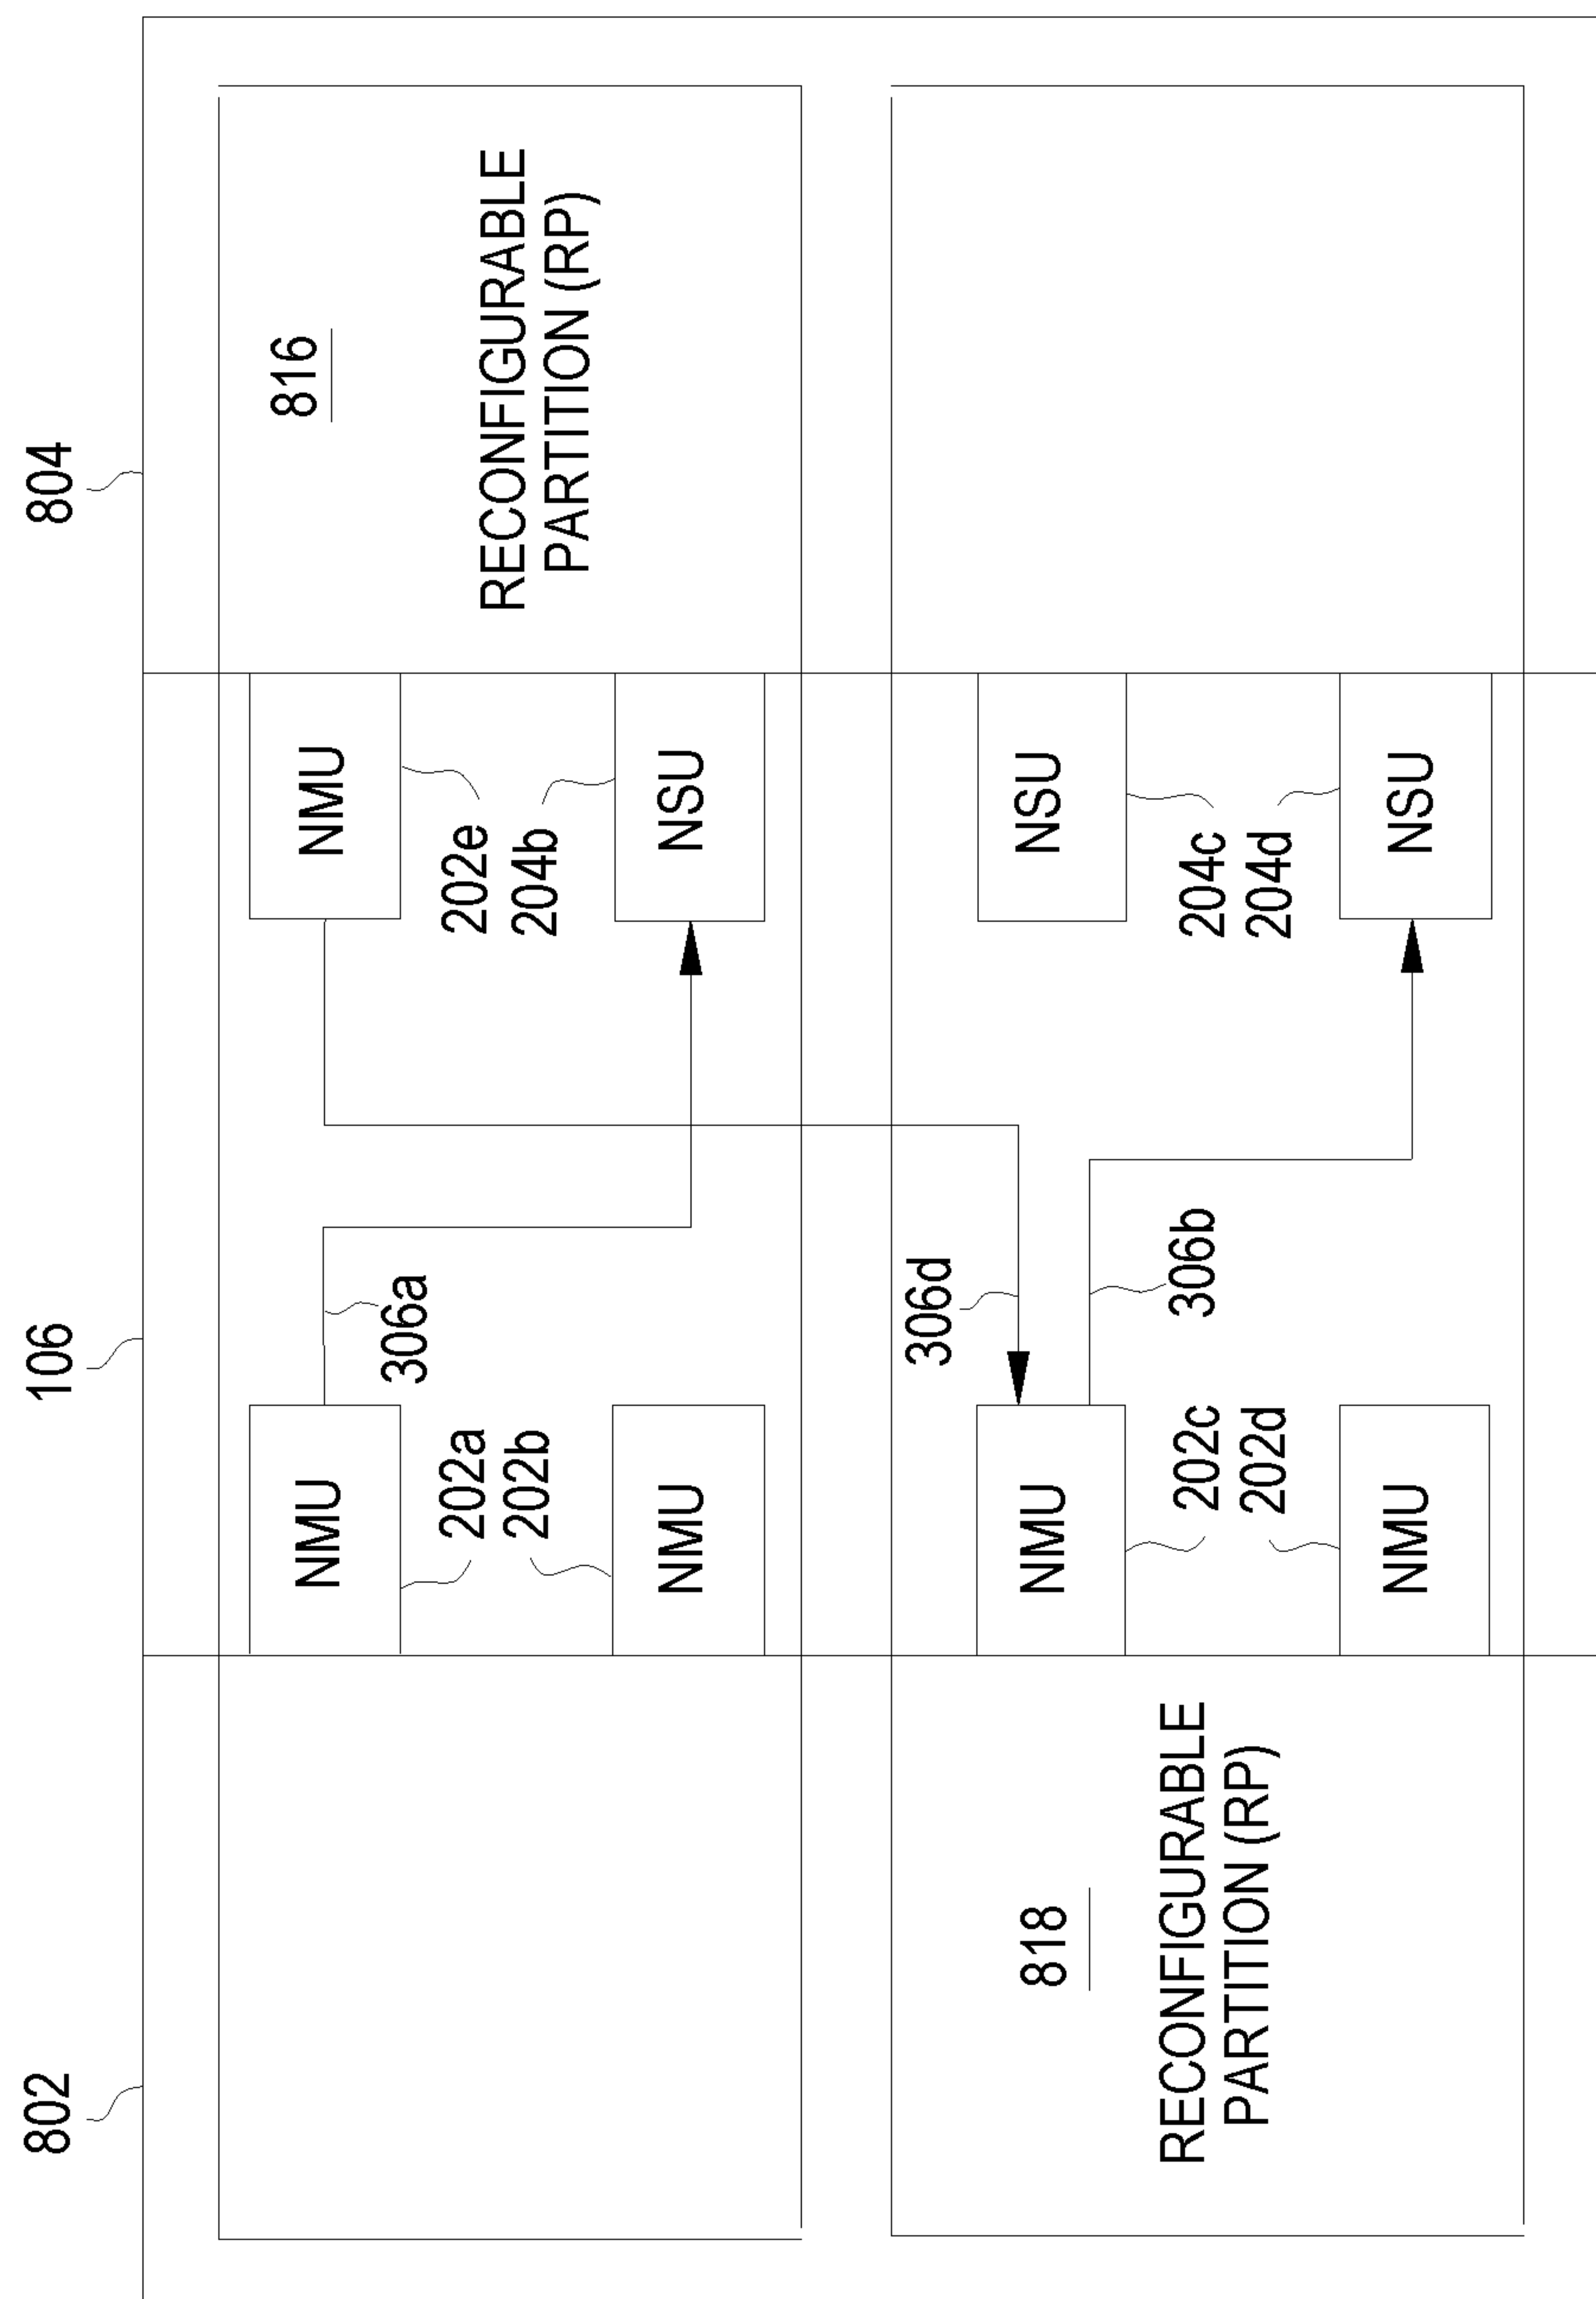 802
106
804
NMU
NMU
816
306a
202a
202e
RECONFIGURABLE
PARTITION (RP)
202b
204b
NMU
NSU
306d
818
NMU
NSU
RECONFIGURABLE
PARTITION (RP)
202c
306b
204c
202d
204d
NMU
NSU